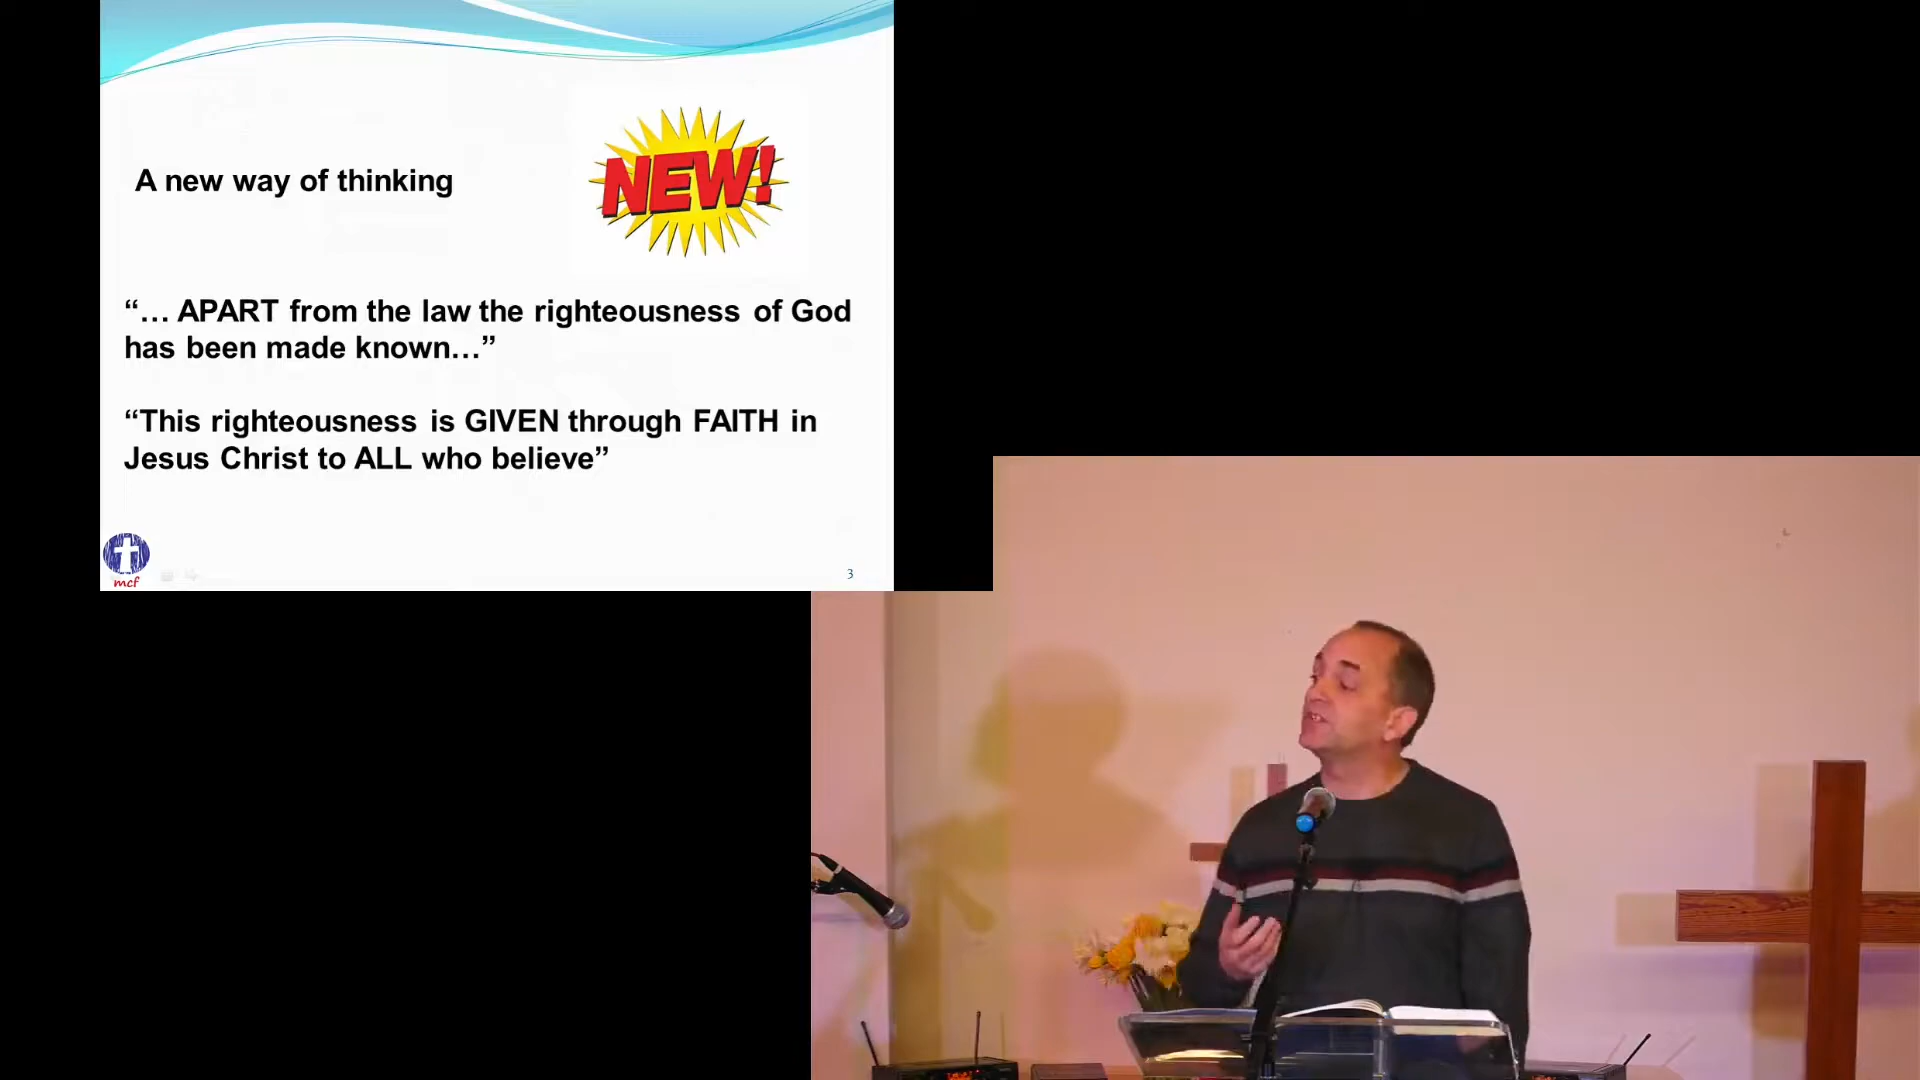 A new way of thinking
NEW!
“… APART from the law the righteousness of God
has been made known…”
“This righteousness is GIVEN through FAITH in
Jesus Christ to ALL who believe”
mcf
3